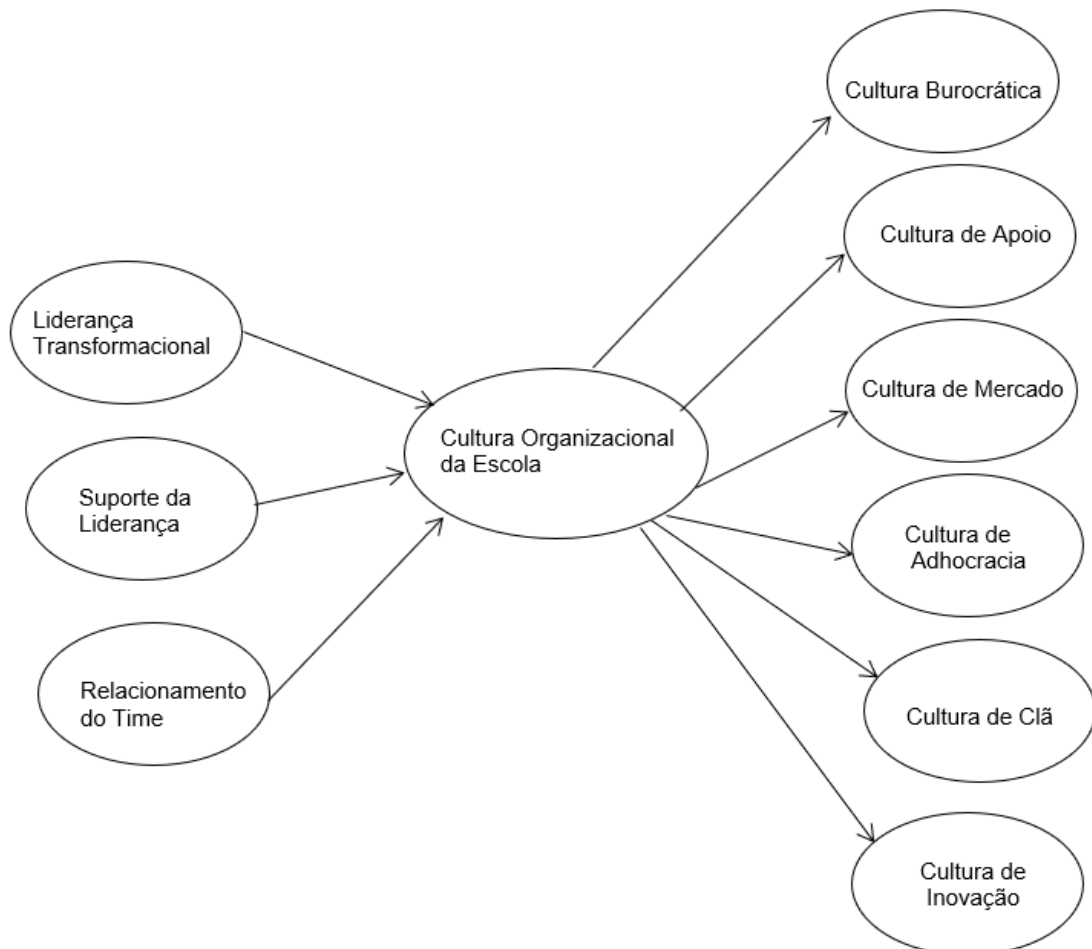 Cultura Burocrática
Cultura de Apoio
Liderança
Transformacional
Cultura de Mercado
Cultura Organizacional
da Escola
Suporte da
Liderança
Cultura de
Adhocracia
Relacionamento
do Time
Cultura de Clã
Cultura de
Inovação